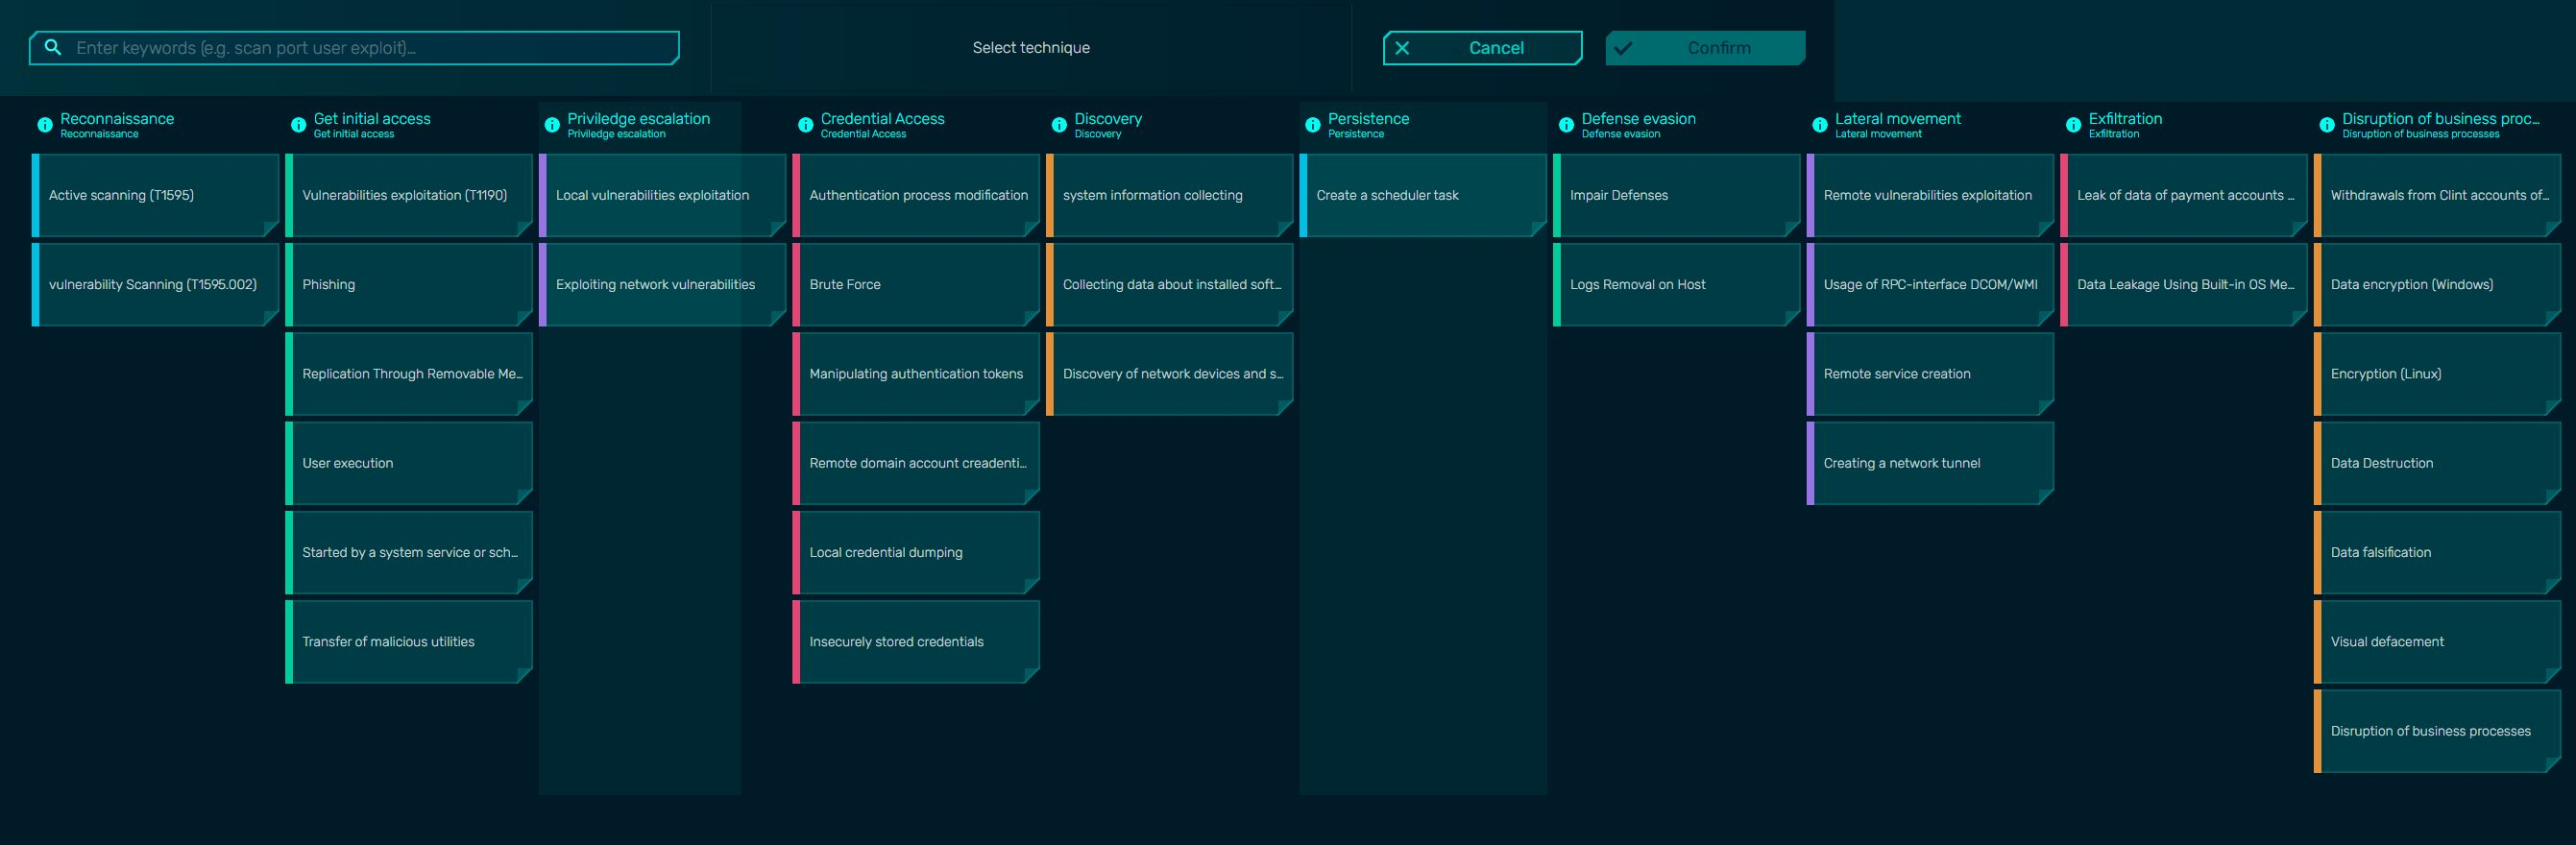 Enter keywords (e.g. scan port user exploit)...
Select technique
Cancel
Confirm
Reconnaissance
Reconnaissance
Active scanning (T1595)
vulnerability Scanning (T1595.002)
Get initial access
Get initial access
Vulnerabilities exploitation (T1190)
Phishing
Replication Through Removable Me...
User execution
Started by a system service or sch...
Transfer of malicious utilities
Priviledge escalation
Priviledge escalation
Local vulnerabilities exploitation
Exploiting network vulnerabilities
Credential Access
Credential Access
Authentication process modification
Brute Force
Manipulating authentication tokens
Remote domain account creadenti...
Local credential dumping
Insecurely stored credentials
Discovery
Discovery
system information collecting
Collecting data about installed soft...
Discovery of network devices and s...
Persistence
Persistence
Create a scheduler task
Defense evasion
Defense evasion
Impair Defenses
Logs Removal on Host
Lateral movement
Lateral movement
Remote vulnerabilities exploitation
Usage of RPC-interface DCOM/WMI
Remote service creation
Creating a network tunnel
Exfiltration
Exfiltration
Leak of data of payment accounts ...
Data Leakage Using Built-in OS Me...
Disruption of business proc...
Disruption of business processes
Withdrawals from Clint accounts of...
Data encryption (Windows)
Encryption (Linux)
Data Destruction
Data falsification
Visual defacement
Disruption of business processes